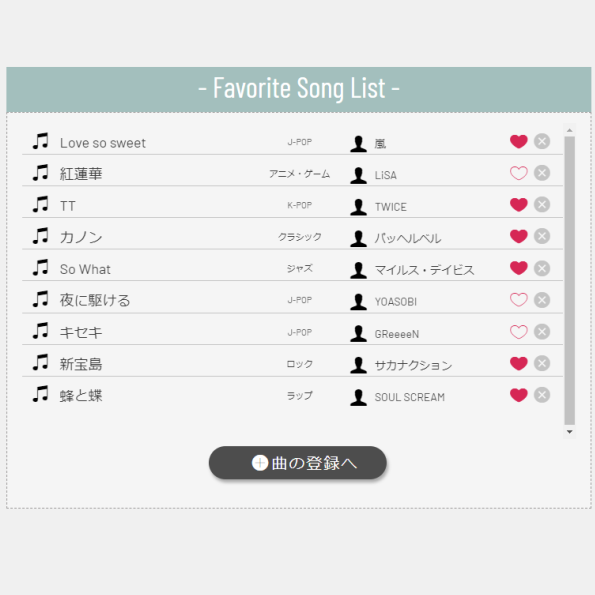 - Favorite Song List -
Love so sweet J-POP 嵐
紅蓮華 アニメ・ゲーム LiSA
TT K-POP TWICE
カノン クラシック パッヘルベル
So What ジャズ マイルス・デイビス
夜に駆ける J-POP YOASOBI
キセキ J-POP GReeeeN
新宝島 ロック サカナクション
蜂と蝶 ラップ SOUL SCREAM
曲の登録へ